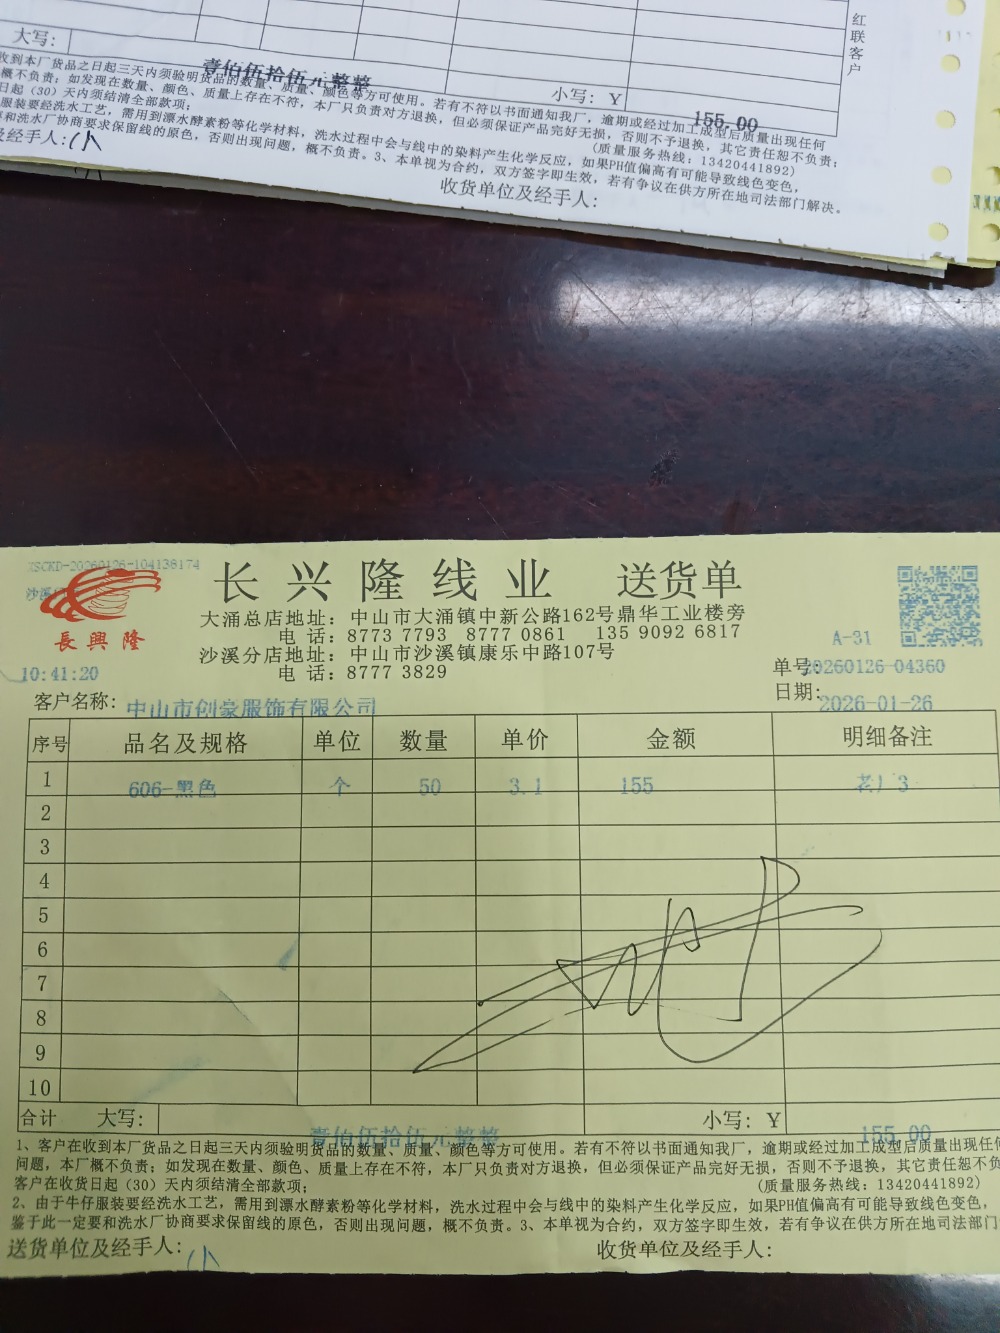 红联客户
大写:
壹佰伍拾伍元整整
小写: ¥
155.00
收到本厂货品之日起三天内须验明货品的数量、质量、颜色等方可使用。若有不符以书面通知我厂，逾期或经过加工成型后质量出现任何
概不负责；如发现在数量、颜色、质量上存在不符，本厂只负责对方退换，但必须保证产品完好无损，否则不予退换，其它责任恕不负责；
日起（30）天内须结清全部款项；
(质量服务热线：13420441892)
服装要经洗水工艺，需用到漂水酵素粉等化学材料，洗水过程中会与线中的染料产生化学反应，如果PH值偏高有可能导致线色变色，
和洗水厂协商要求保留线的原色，否则出现问题，概不负责。3、本单视为合约，双方签字即生效，若有争议在供方所在地司法部门解决。
及经手人:
收货单位及经手人:
XSCKD-20260126-104138174
長興隆
长兴隆线业 送货单
大涌总店地址：中山市大涌镇中新公路162号鼎华工业楼旁
电 话：8773 7793 8777 0861 135 9092 6817
沙溪分店地址：中山市沙溪镇康乐中路107号
电 话：8777 3829
A-31
10:41:20
单号: 20260126-04360
日期: 2026-01-26
客户名称: 中山市创豪服饰有限公司
序号 品名及规格 单位 数量 单价 金额 明细备注
1 606-黑色 个 50 3.1 155 老厂3
2
3
4
5
6
7
8
9
10
合计 大写: 壹佰伍拾伍元整整 小写: ¥ 155.00
1、客户在收到本厂货品之日起三天内须验明货品的数量、质量、颜色等方可使用。若有不符以书面通知我厂，逾期或经过加工成型后质量出现任何
问题，本厂概不负责；如发现在数量、颜色、质量上存在不符，本厂只负责对方退换，但必须保证产品完好无损，否则不予退换，其它责任恕不负
客户在收货日起（30）天内须结清全部款项；
(质量服务热线：13420441892)
2、由于牛仔服装要经洗水工艺，需用到漂水酵素粉等化学材料，洗水过程中会与线中的染料产生化学反应，如果PH值偏高有可能导致线色变色，
鉴于此一定要和洗水厂协商要求保留线的原色，否则出现问题，概不负责。3、本单视为合约，双方签字即生效，若有争议在供方所在地司法部门
送货单位及经手人:
收货单位及经手人: